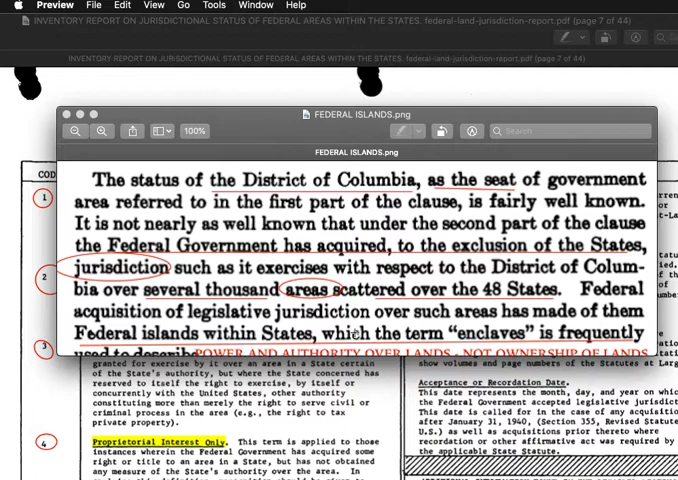 Preview File Edit View Go Tools Window Help
INVENTORY REPORT ON JURISDICTIONAL STATUS OF FEDERAL AREAS WITHIN THE STATES. federal-land-jurisdiction-report.pdf (page 7 of 44)
INVENTORY REPORT ON JURISDICTIONAL STATUS OF FEDERAL AREAS WITHIN THE STATES. federal-land-jurisdiction-report.pdf (page 7 of 44)
FEDERAL ISLANDS.png
100%
Search
FEDERAL ISLANDS.png
The status of the District of Columbia, as the seat of government
area referred to in the first part of the clause, is fairly well known.
It is not nearly as well known that under the second part of the clause
the Federal Government has acquired, to the exclusion of the States,
jurisdiction such as it exercises with respect to the District of Colum-
bia over several thousand areas scattered over the 48 States. Federal
acquisition of legislative jurisdiction over such areas has made of them
Federal islands within States, which the term “enclaves” is frequently
used to describe
POWER AND AUTHORITY OVER LANDS - NOT OWNERSHIP OF LANDS
COD
1
2
3
4
granted for exercise by it over an area in State certain
of the State's authority, but where the State concerned has
reserved to itself the right to exercise, by itself or
concurrently with the United States, other authority
constituting more than merely the right to serve civil or
criminal process in the area (e.g., the right to tax
private property).
Proprietorial Interest Only. This term is applied to those
instances wherein the Federal Government has acquired some
right or title to an area in a State, but has not obtained
any measure of the State's authority over the area. In
show volumes and page numbers of the Statutes at Larg
Acceptance or Recordation Date.
This date represents the month, day, and year on which
the Federal Government accepted legislative jurisdict
This date is called for in the case of any acquisitio
after January 31, 1940, (Section 355, Revised Statute
U.S.) as well as acquisitions prior thereto where
recordation or other affirmative act was required by
the applicable State Statute.